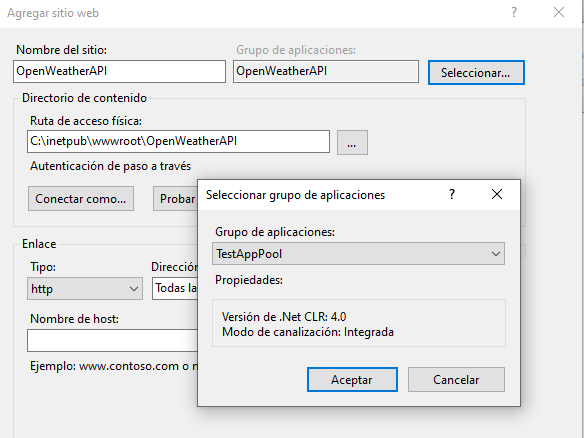 Agregar sitio web
Nombre del sitio: Grupo de aplicaciones:
OpenWeatherAPI OpenWeatherAPI Seleccionar...
Directorio de contenido
Ruta de acceso física:
C:\inetpub\wwwroot\OpenWeatherAPI ...
Autenticación de paso a través
Conectar como... Probar
Enlace
Tipo: Dirección
http Todas la
Nombre de host:
Ejemplo: www.contoso.com o m
Seleccionar grupo de aplicaciones
Grupo de aplicaciones:
TestAppPool
Propiedades:
Versión de .Net CLR: 4.0
Modo de canalización: Integrada
Aceptar Cancelar